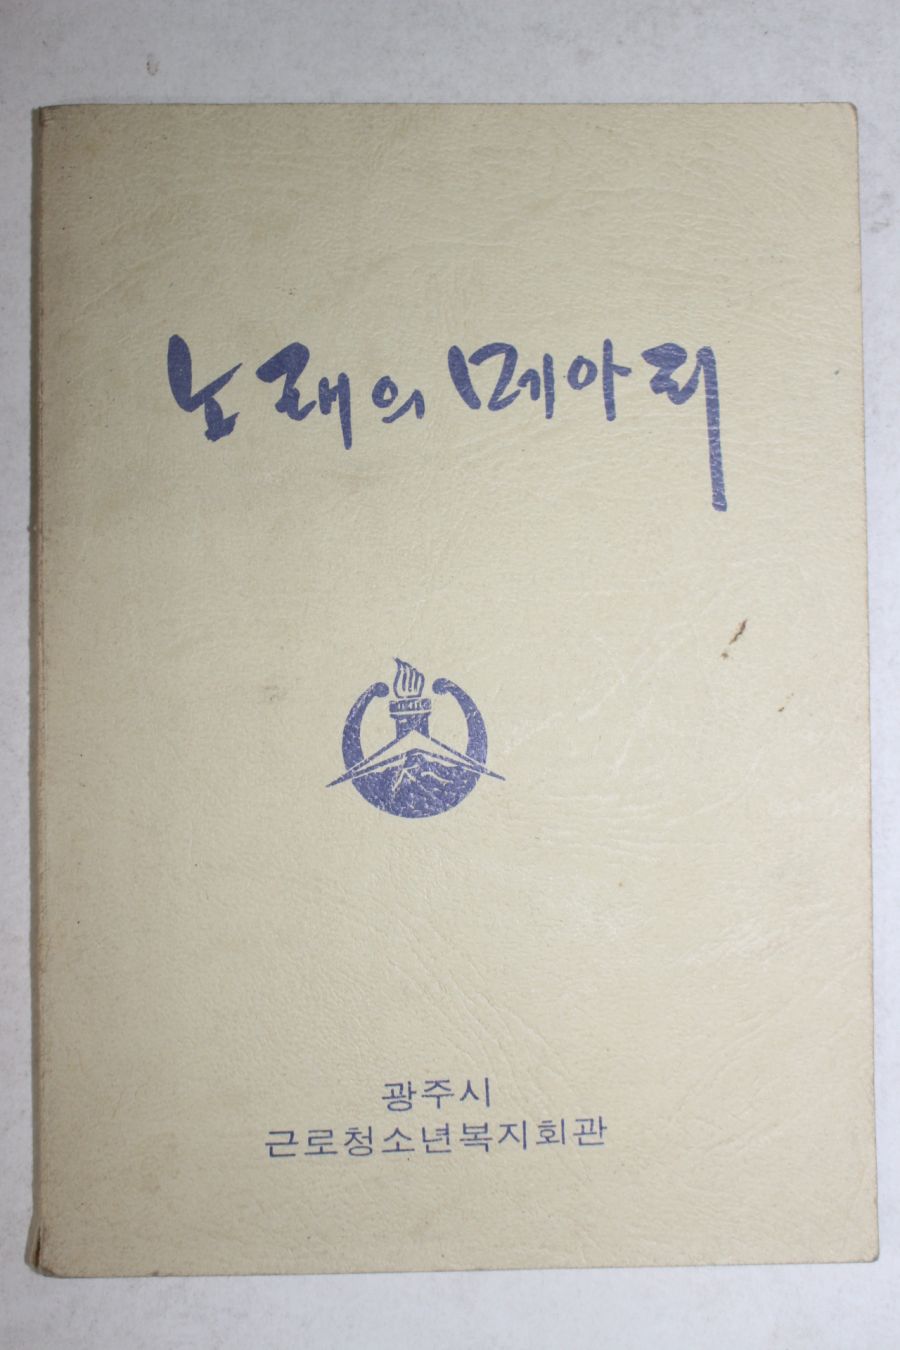 노래의 메아리
광주시
근로청소년복지회관